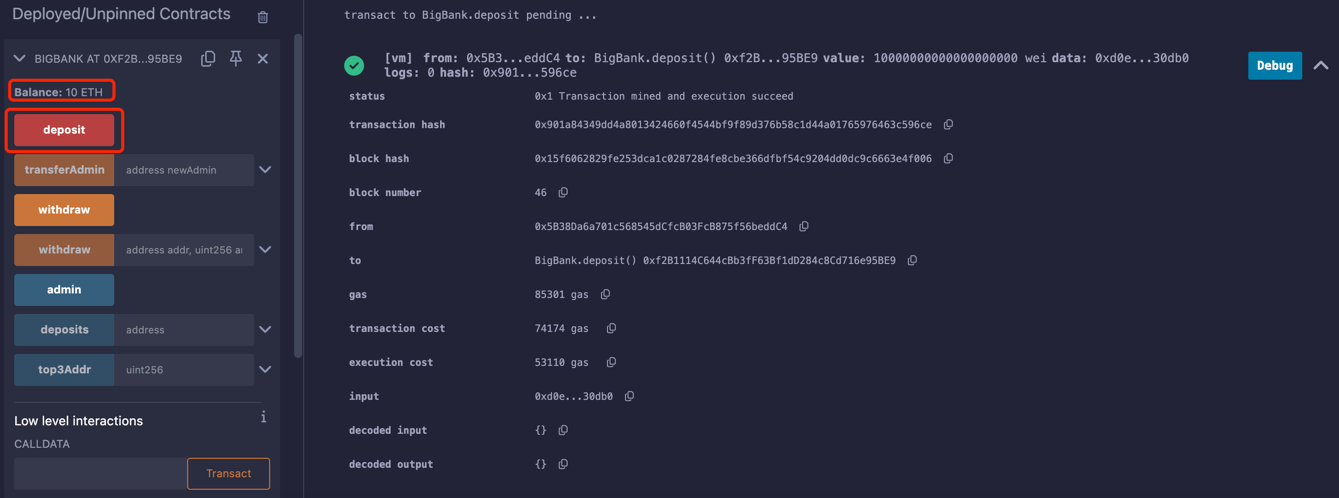 Deployed/Unpinned Contracts
BIGBANK AT 0XF2B...95BE9
Balance: 10 ETH
deposit
transferAdmin address newAdmin
withdraw
withdraw address addr, uint256 a
admin
deposits address
top3Addr uint256
Low level interactions i
CALLDATA
Transact
transact to BigBank.deposit pending ...
[vm] from: 0x5B3...eddC4 to: BigBank.deposit() 0xf2B...95BE9 value: 10000000000000000000 wei data: 0xd0e...30db0
logs: 0 hash: 0x901...596ce
Debug
status 0x1 Transaction mined and execution succeed
transaction hash 0x901a84349dd4a8013424660f4544bf9f89d376b58c1d44a01765976463c596ce
block hash 0x15f6062829fe253dca1c0287284fe8cbe366dfbf54c9204dd0dc9c6663e4f006
block number 46
from 0x5B38Da6a701c568545dCfcB03FcB875f56beddC4
to BigBank.deposit() 0xf2B1114C644cBb3fF63Bf1dD284c8Cd716e95BE9
gas 85301 gas
transaction cost 74174 gas
execution cost 53110 gas
input 0xd0e...30db0
decoded input {}
decoded output {}